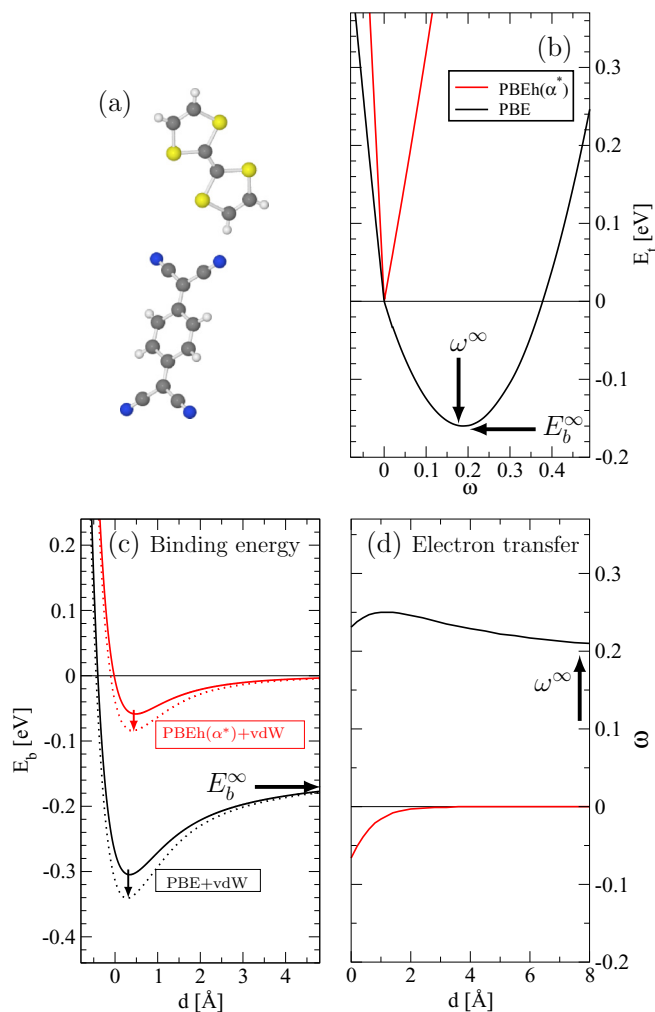 (a)
(b)
PBEh(α*)
PBE
0.3
0.2
0.1
0
-0.1
-0.2
E_t [eV]
ω^∞
E_b^∞
0 0.1 0.2 0.3 0.4
ω
(c) Binding energy
0.2
0.1
0
-0.1
-0.2
-0.3
-0.4
E_b [eV]
PBEh(α*)+vdW
E_b^∞
PBE+vdW
0 1 2 3 4
d [Å]
(d) Electron transfer
0.3
0.2
0.1
0
-0.1
-0.2
ω^∞
ω
0 2 4 6 8
d [Å]